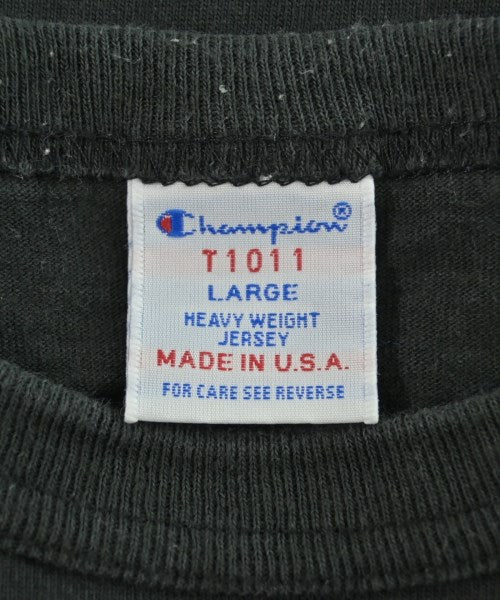 Champion®
T1011
LARGE
HEAVY WEIGHT
JERSEY
MADE IN U.S.A.
FOR CARE SEE REVERSE